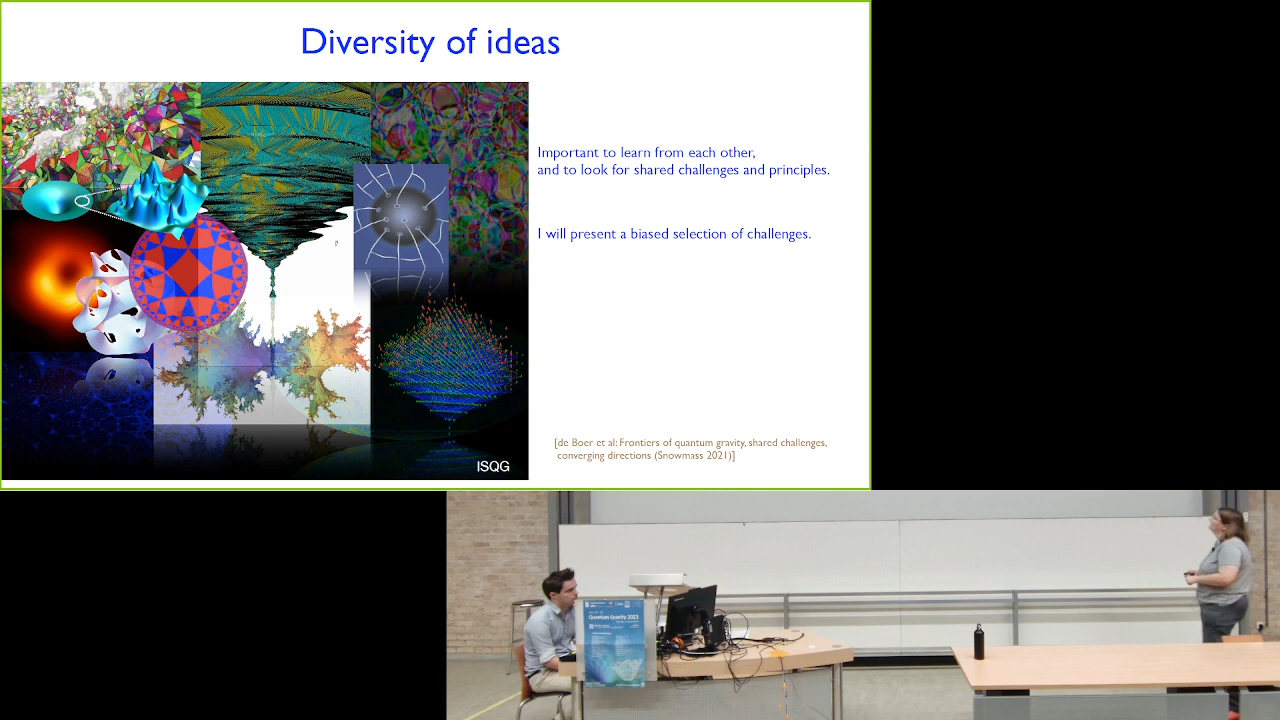 Diversity of ideas
Important to learn from each other,
and to look for shared challenges and principles.
I will present a biased selection of challenges.
[de Boer et al: Frontiers of quantum gravity, shared challenges,
converging directions (Snowmass 2021)]
ISQG
Quantum Gravity 2023